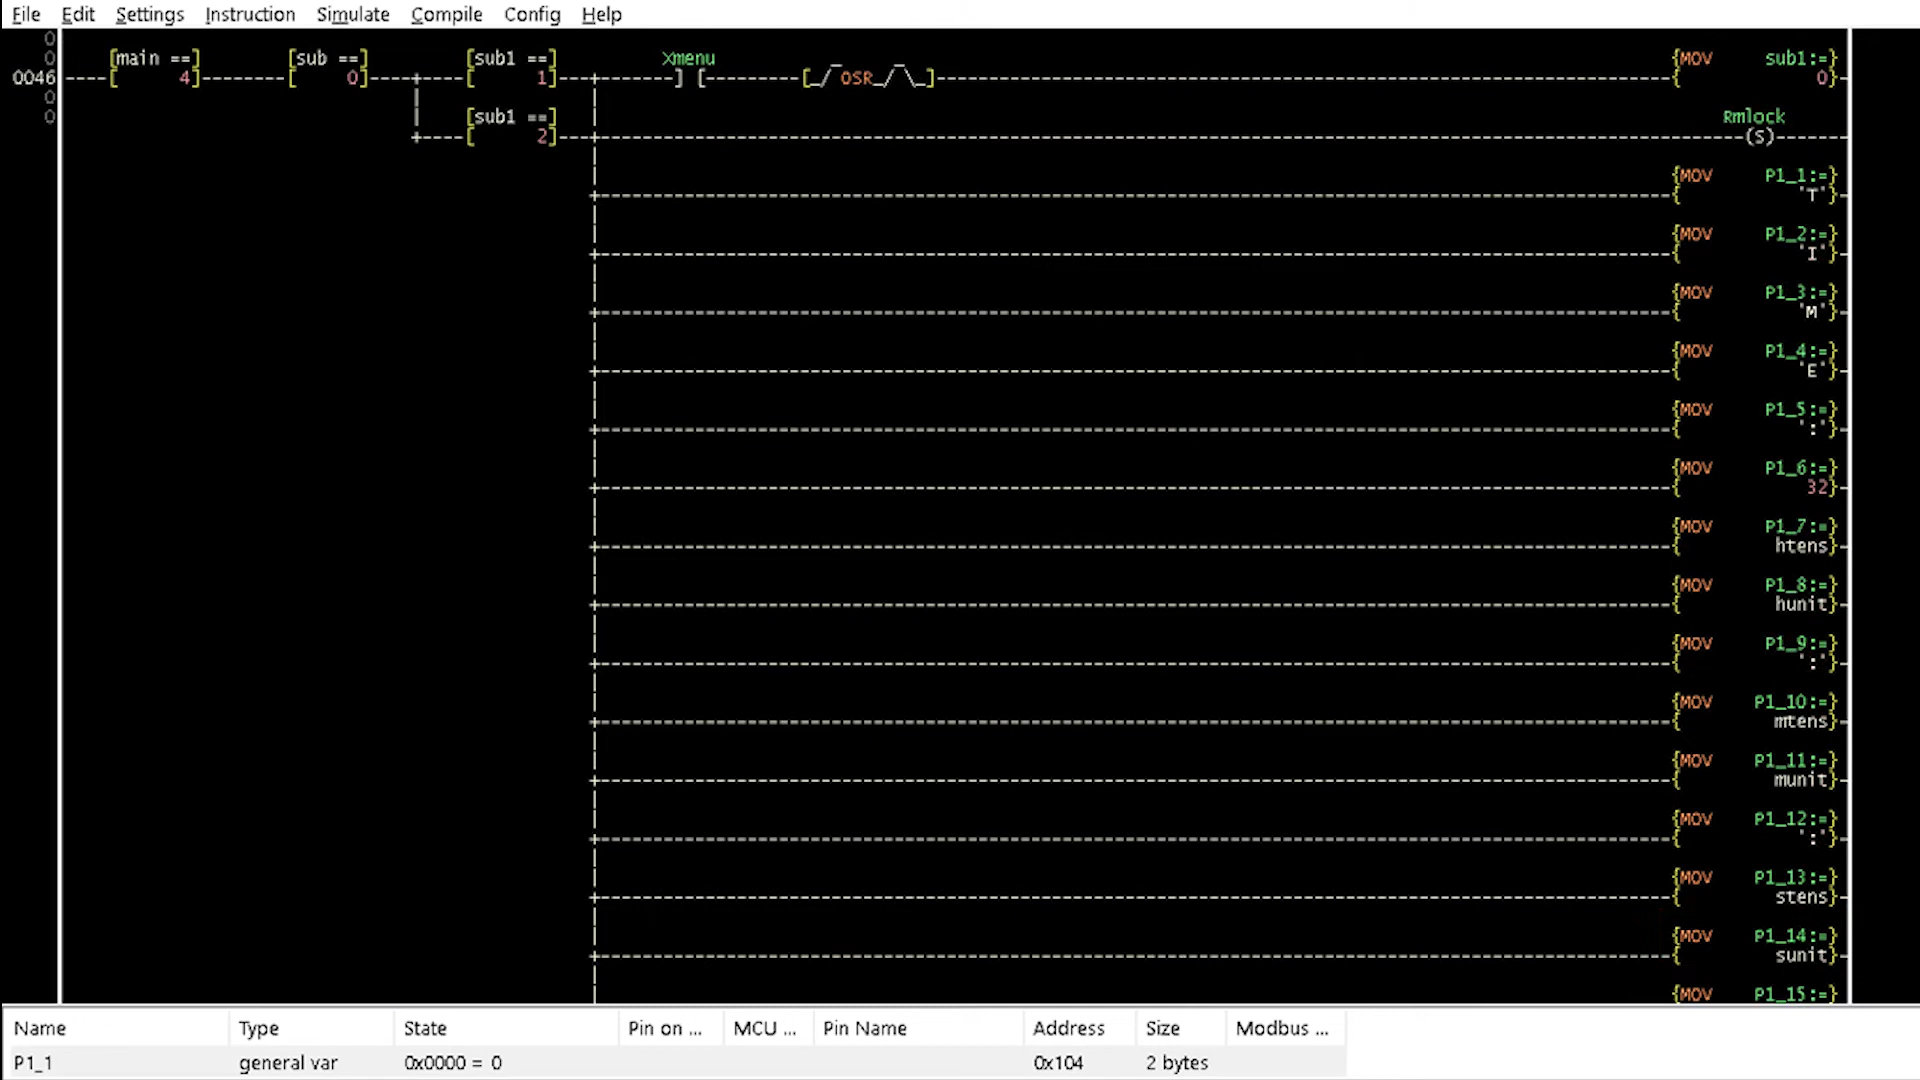 File Edit Settings Instruction Simulate Compile Config Help
0
0
[main ==] [sub ==] [sub1 ==] Xmenu {MOV sub1:=}
0046 [ 4] [ 0] [ 1] ] [ [_/OSR_/\_] { 0}
0
0
[sub1 ==] Rmlock
[ 2] (S)
{MOV P1_1:=}
{ 'T'}
{MOV P1_2:=}
{ 'I'}
{MOV P1_3:=}
{ 'M'}
{MOV P1_4:=}
{ 'E'}
{MOV P1_5:=}
{ ':'}
{MOV P1_6:=}
{ 32}
{MOV P1_7:=}
{ htens}
{MOV P1_8:=}
{ hunit}
{MOV P1_9:=}
{ ':'}
{MOV P1_10:=}
{ mtens}
{MOV P1_11:=}
{ munit}
{MOV P1_12:=}
{ ':'}
{MOV P1_13:=}
{ stens}
{MOV P1_14:=}
{ sunit}
{MOV P1_15:=}
Name Type State Pin on ... MCU ... Pin Name Address Size Modbus ...
P1_1 general var 0x0000 = 0 0x104 2 bytes